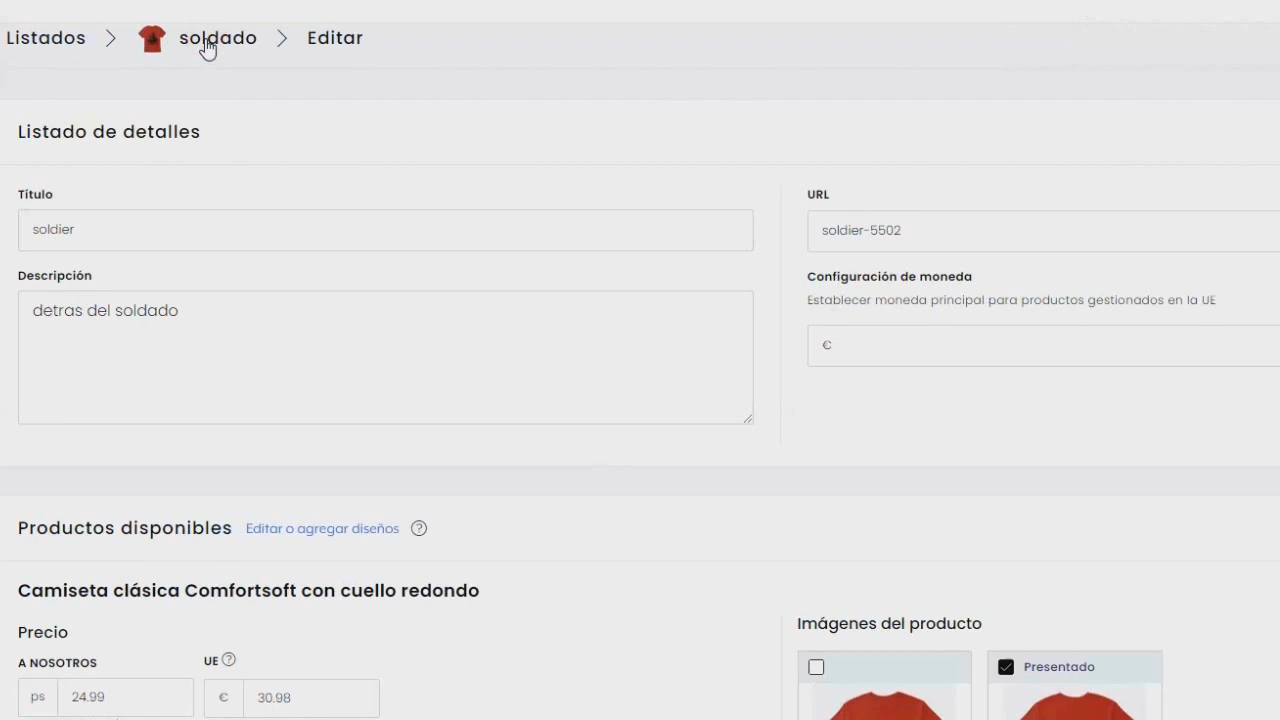 Listados > soldado > Editar
Listado de detalles
Título
soldier
Descripción
detras del soldado
URL
soldier-5502
Configuración de moneda
Establecer moneda principal para productos gestionados en la UE
€
Productos disponibles Editar o agregar diseños ?
Camiseta clásica Comfortsoft con cuello redondo
Precio
A NOSOTROS UE ?
ps 24.99 € 30.98
Imágenes del producto
Presentado